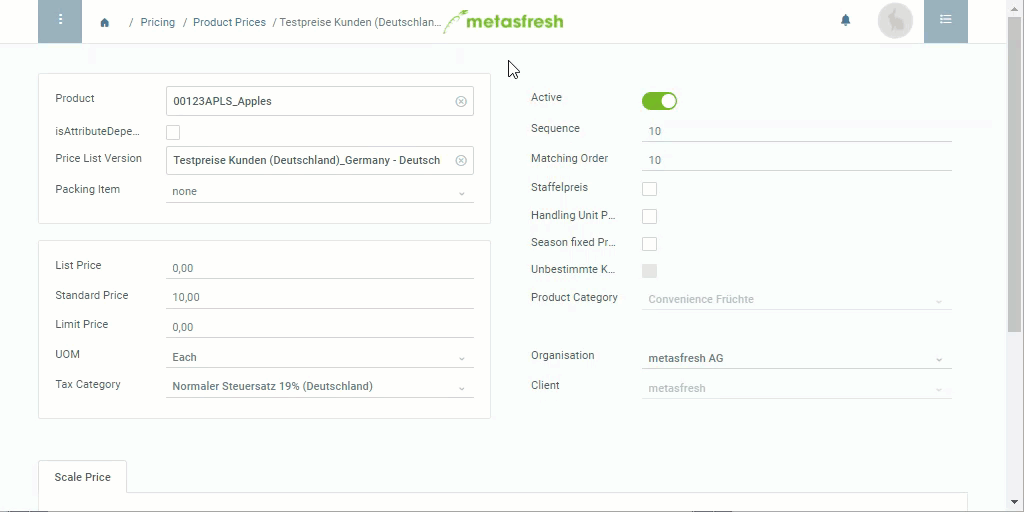 / Pricing / Product Prices / Testpreise Kunden (Deutschlan...
metasfresh
Product
00123APLS_Apples
isAttributeDepe...
Price List Version
Testpreise Kunden (Deutschland)_Germany - Deutsch
Packing Item
none
List Price
0,00
Standard Price
10,00
Limit Price
0,00
UOM
Each
Tax Category
Normaler Steuersatz 19% (Deutschland)
Active
Sequence
10
Matching Order
10
Staffelpreis
Handling Unit P...
Season fixed Pr...
Unbestimmte K...
Product Category
Convenience Früchte
Organisation
metasfresh AG
Client
metasfresh
Scale Price